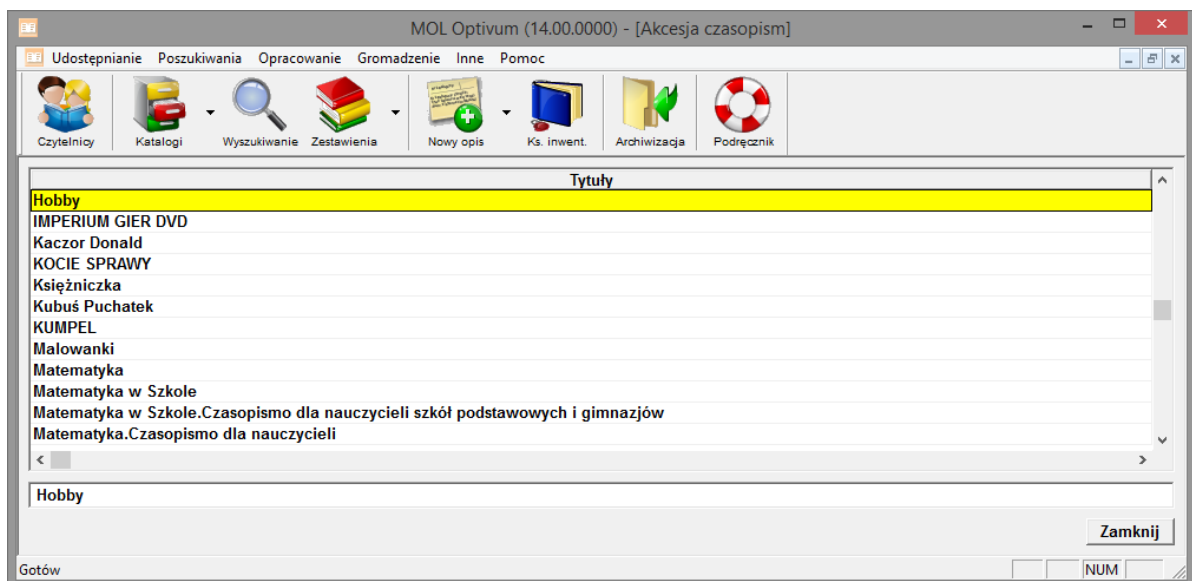 MOL Optivum (14.00.0000) - [Akcesja czasopism]
Udostępnianie Poszukiwania Opracowanie Gromadzenie Inne Pomoc
Czytelnicy Katalogi Wyszukiwanie Zestawienia Nowy opis Ks. inwent. Archiwizacja Podręcznik
Tytuły
Hobby
IMPERIUM GIER DVD
Kaczor Donald
KOCIE SPRAWY
Księżniczka
Kubuś Puchatek
KUMPEL
Malowanki
Matematyka
Matematyka w Szkole
Matematyka w Szkole.Czasopismo dla nauczycieli szkół podstawowych i gimnazjów
Matematyka.Czasopismo dla nauczycieli
Hobby
Zamknij
Gotów NUM